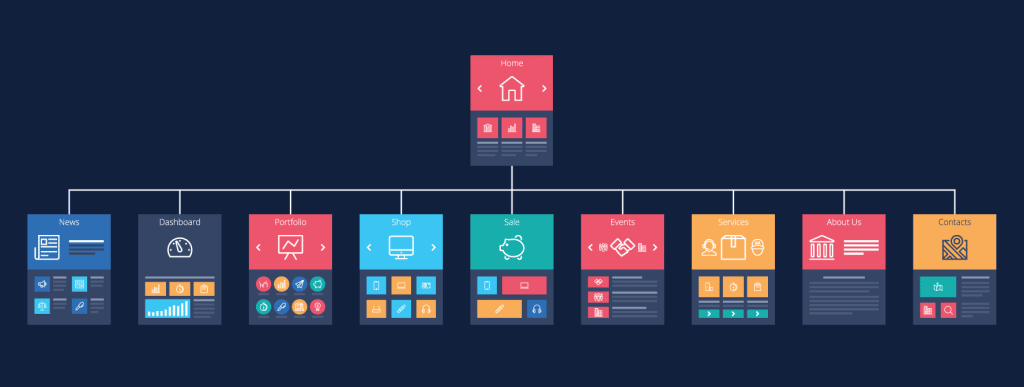 Home
News
Dashboard
Portfolio
Shop
Sale
Events
Services
About Us
Contacts